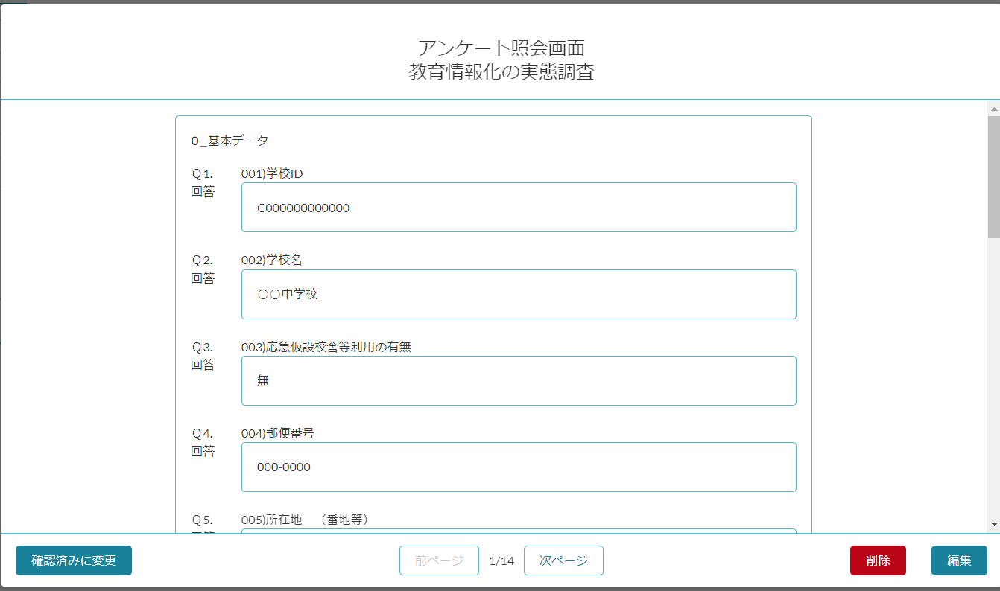 アンケート照会画面
教育情報化の実態調査
0_基本データ
Q1. 001)学校ID
回答 C000000000000
Q2. 002)学校名
回答 ○○中学校
Q3. 003)応急仮設校舎等利用の有無
回答 無
Q4. 004)郵便番号
回答 000-0000
Q5. 005)所在地　（番地等）
確認済みに変更 前ページ 1/14 次ページ 削除 編集